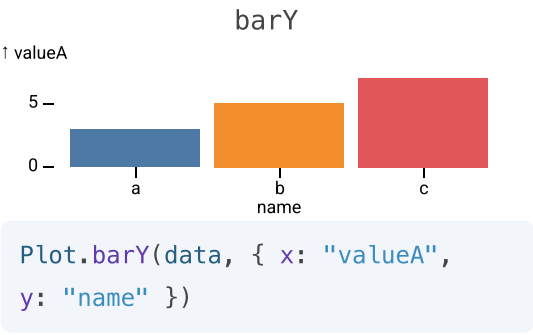 barY
↑ valueA
5
0
a b c
name
Plot.barY(data, { x: "valueA",
y: "name" })